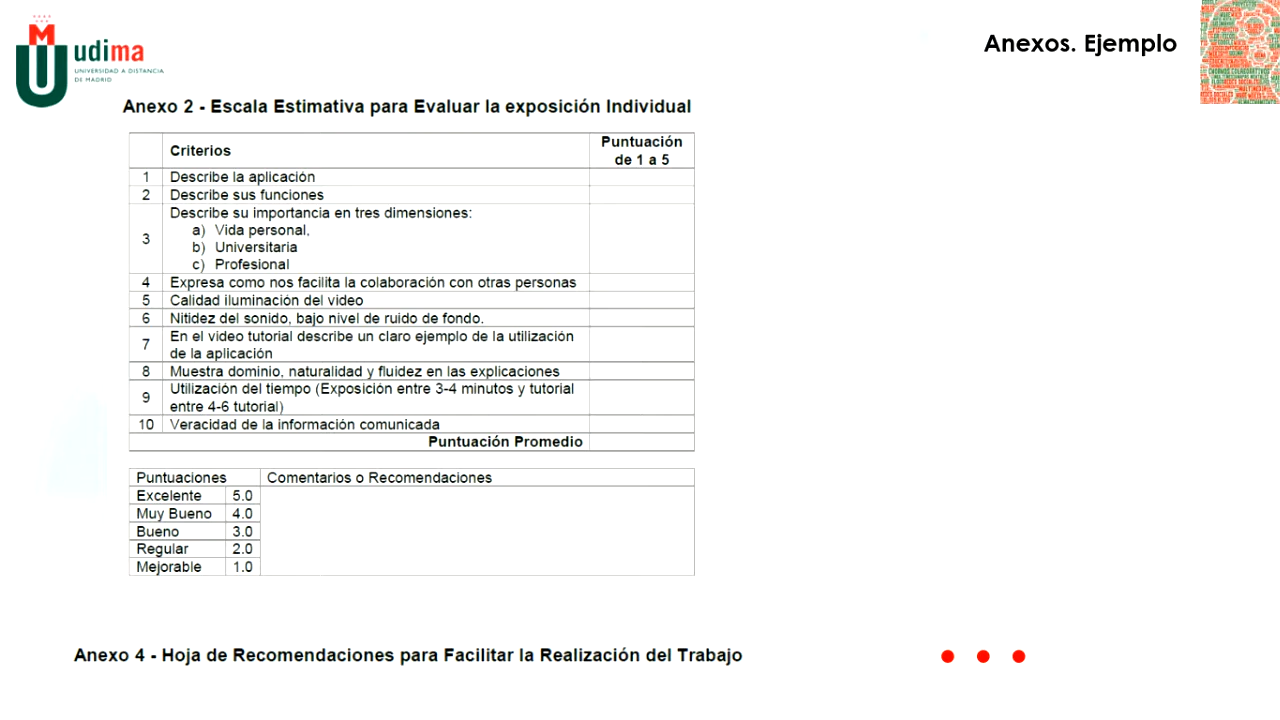 udima
UNIVERSIDAD A DISTANCIA
DE MADRID
Anexos. Ejemplo
Anexo 2 - Escala Estimativa para Evaluar la exposición Individual
Criterios
Puntuación
de 1 a 5
1 Describe la aplicación
2 Describe sus funciones
3 Describe su importancia en tres dimensiones:
a) Vida personal,
b) Universitaria
c) Profesional
4 Expresa como nos facilita la colaboración con otras personas
5 Calidad iluminación del video
6 Nitidez del sonido, bajo nivel de ruido de fondo.
7 En el video tutorial describe un claro ejemplo de la utilización
de la aplicación
8 Muestra dominio, naturalidad y fluidez en las explicaciones
9 Utilización del tiempo (Exposición entre 3-4 minutos y tutorial
entre 4-6 tutorial)
10 Veracidad de la información comunicada
Puntuación Promedio
Puntuaciones Comentarios o Recomendaciones
Excelente 5.0
Muy Bueno 4.0
Bueno 3.0
Regular 2.0
Mejorable 1.0
Anexo 4 - Hoja de Recomendaciones para Facilitar la Realización del Trabajo